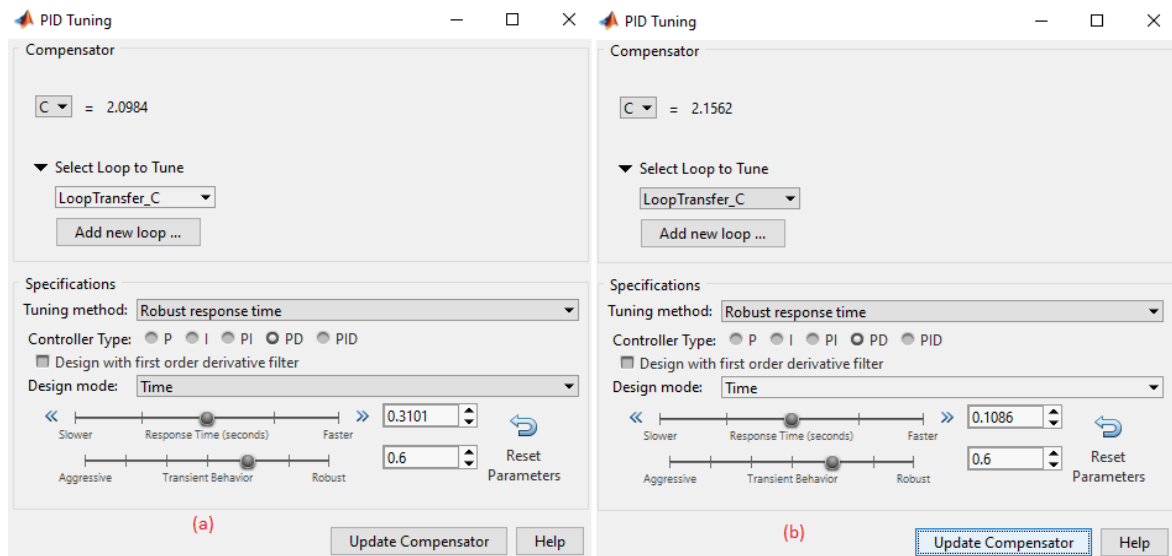 PID Tuning
Compensator
C = 2.0984
Select Loop to Tune
LoopTransfer_C
Add new loop ...
Specifications
Tuning method: Robust response time
Controller Type: P I PI PD PID
Design with first order derivative filter
Design mode: Time
Slower Response Time (seconds) Faster
0.3101
Aggressive Transient Behavior Robust
0.6
Reset
Parameters
(a)
Update Compensator Help
PID Tuning
Compensator
C = 2.1562
Select Loop to Tune
LoopTransfer_C
Add new loop ...
Specifications
Tuning method: Robust response time
Controller Type: P I PI PD PID
Design with first order derivative filter
Design mode: Time
Slower Response Time (seconds) Faster
0.1086
Aggressive Transient Behavior Robust
0.6
Reset
Parameters
(b)
Update Compensator Help